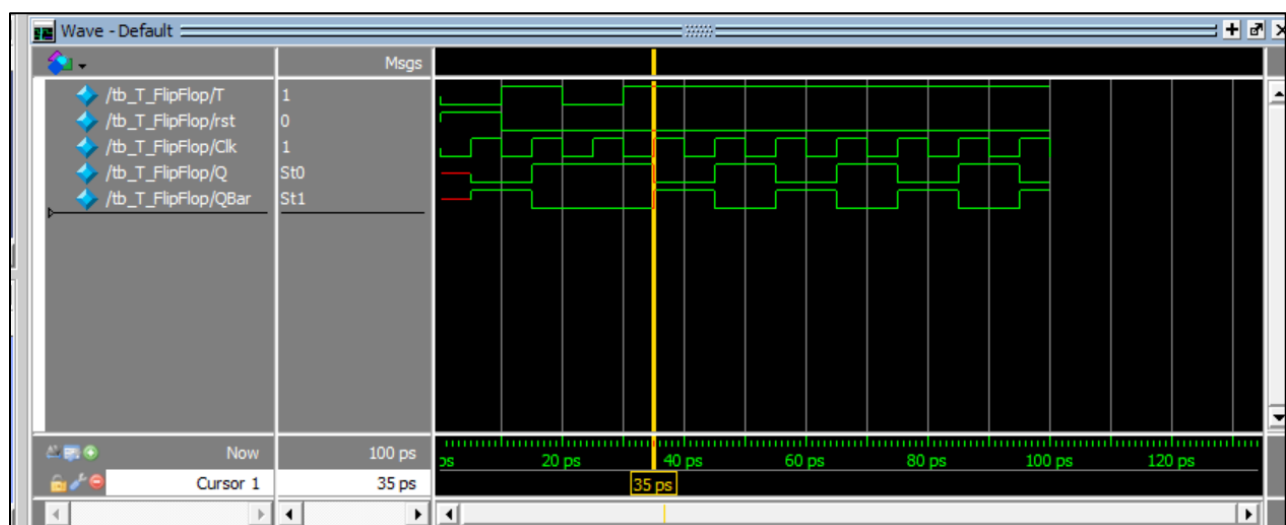 Wave - Default
Msgs
/tb_T_FlipFlop/T 1
/tb_T_FlipFlop/rst 0
/tb_T_FlipFlop/Clk 1
/tb_T_FlipFlop/Q St0
/tb_T_FlipFlop/QBar St1
Now 100 ps
ps 20 ps 40 ps 60 ps 80 ps 100 ps 120 ps
Cursor 1 35 ps
35 ps